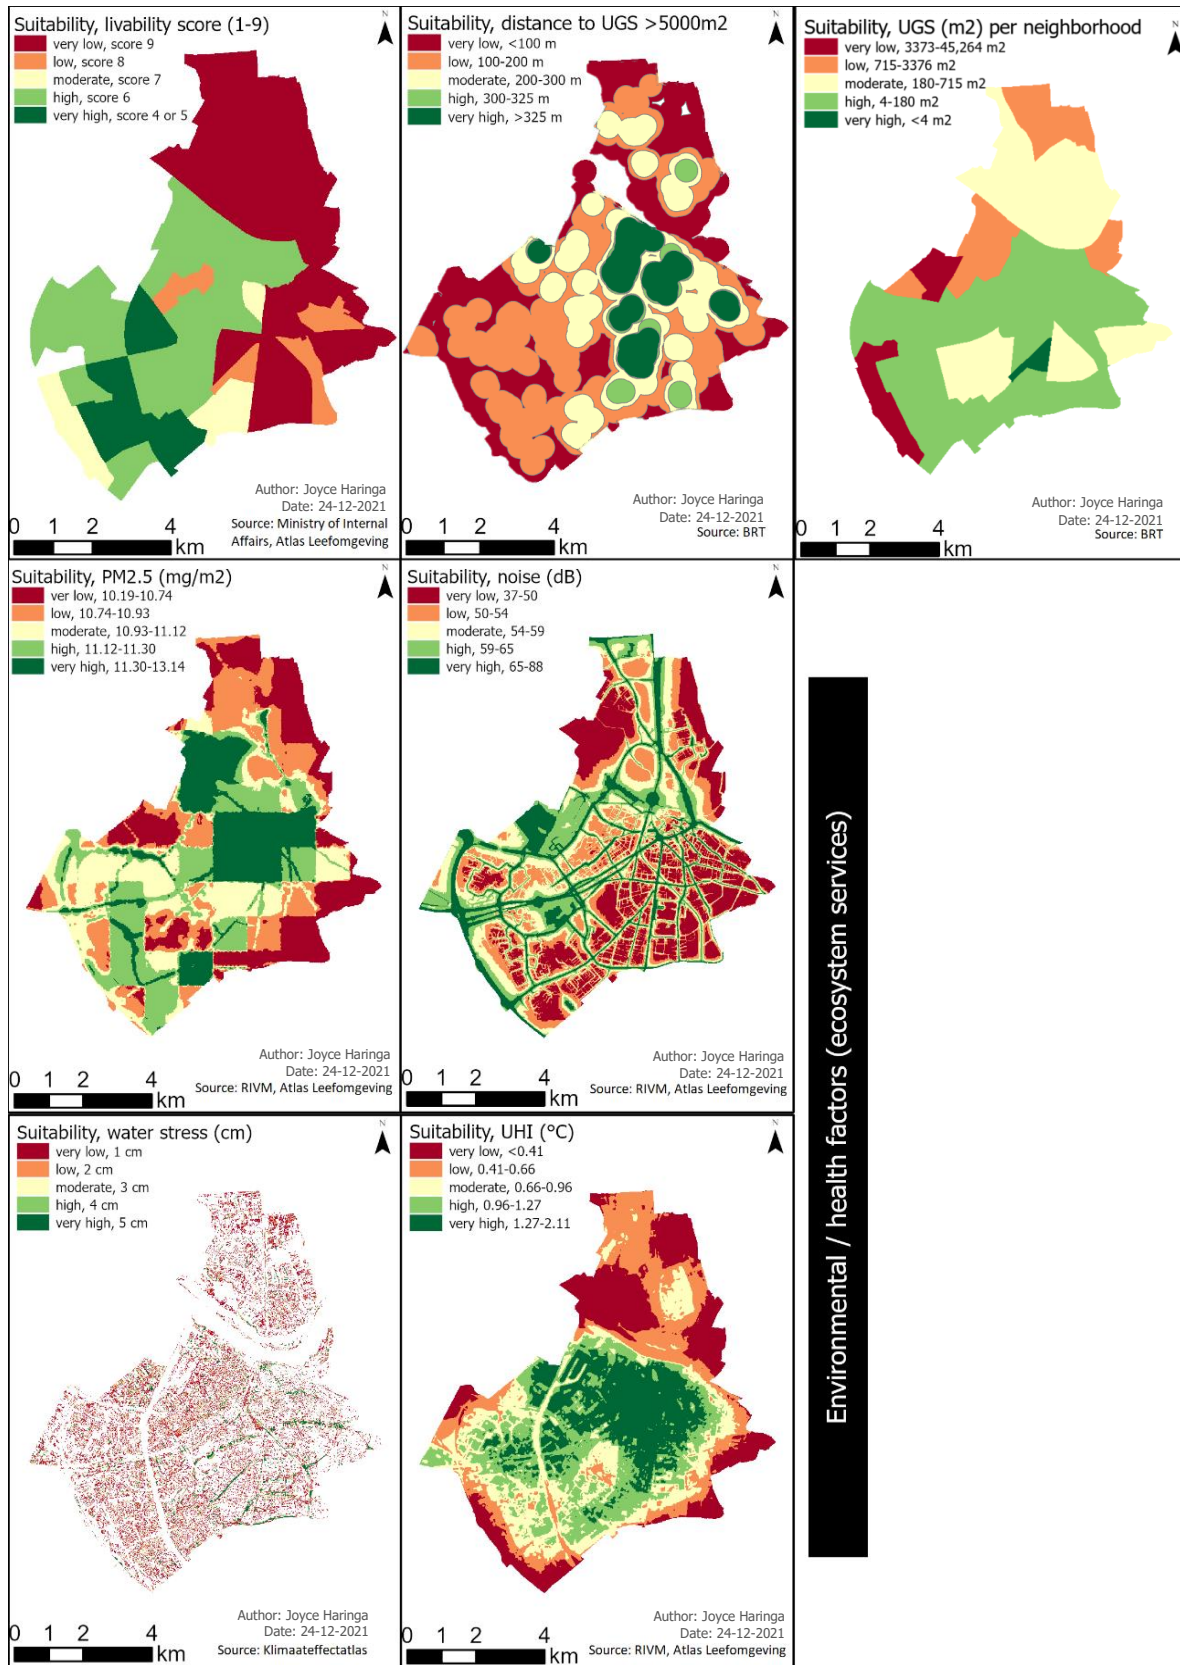 Suitability, livability score (1-9)
very low, score 9
low, score 8
moderate, score 7
high, score 6
very high, score 4 or 5
N
Author: Joyce Haringa
Date: 24-12-2021
Source: Ministry of Internal
Affairs, Atlas Leefomgeving
0 1 2 4
km
Suitability, distance to UGS >5000m2
very low, <100 m
low, 100-200 m
moderate, 200-300 m
high, 300-325 m
very high, >325 m
N
Author: Joyce Haringa
Date: 24-12-2021
Source: BRT
0 1 2 4
km
Suitability, UGS (m2) per neighborhood
very low, 3373-45,264 m2
low, 715-3376 m2
moderate, 180-715 m2
high, 4-180 m2
very high, <4 m2
N
Author: Joyce Haringa
Date: 24-12-2021
Source: BRT
0 1 2 4
km
Suitability, PM2.5 (mg/m2)
ver low, 10.19-10.74
low, 10.74-10.93
moderate, 10.93-11.12
high, 11.12-11.30
very high, 11.30-13.14
N
Author: Joyce Haringa
Date: 24-12-2021
Source: RIVM, Atlas Leefomgeving
0 1 2 4
km
Suitability, noise (dB)
very low, 37-50
low, 50-54
moderate, 54-59
high, 59-65
very high, 65-88
N
Author: Joyce Haringa
Date: 24-12-2021
Source: RIVM, Atlas Leefomgeving
0 1 2 4
km
Environmental / health factors (ecosystem services)
Suitability, water stress (cm)
very low, 1 cm
low, 2 cm
moderate, 3 cm
high, 4 cm
very high, 5 cm
N
Author: Joyce Haringa
Date: 24-12-2021
Source: Klimaateffectatlas
0 1 2 4
km
Suitability, UHI (°C)
very low, <0.41
low, 0.41-0.66
moderate, 0.66-0.96
high, 0.96-1.27
very high, 1.27-2.11
N
Author: Joyce Haringa
Date: 24-12-2021
Source: RIVM, Atlas Leefomgeving
0 1 2 4
km